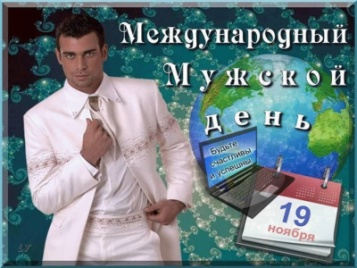 Международный
Мужской
день
Будьте
счастливы
и успешны
19
ноября